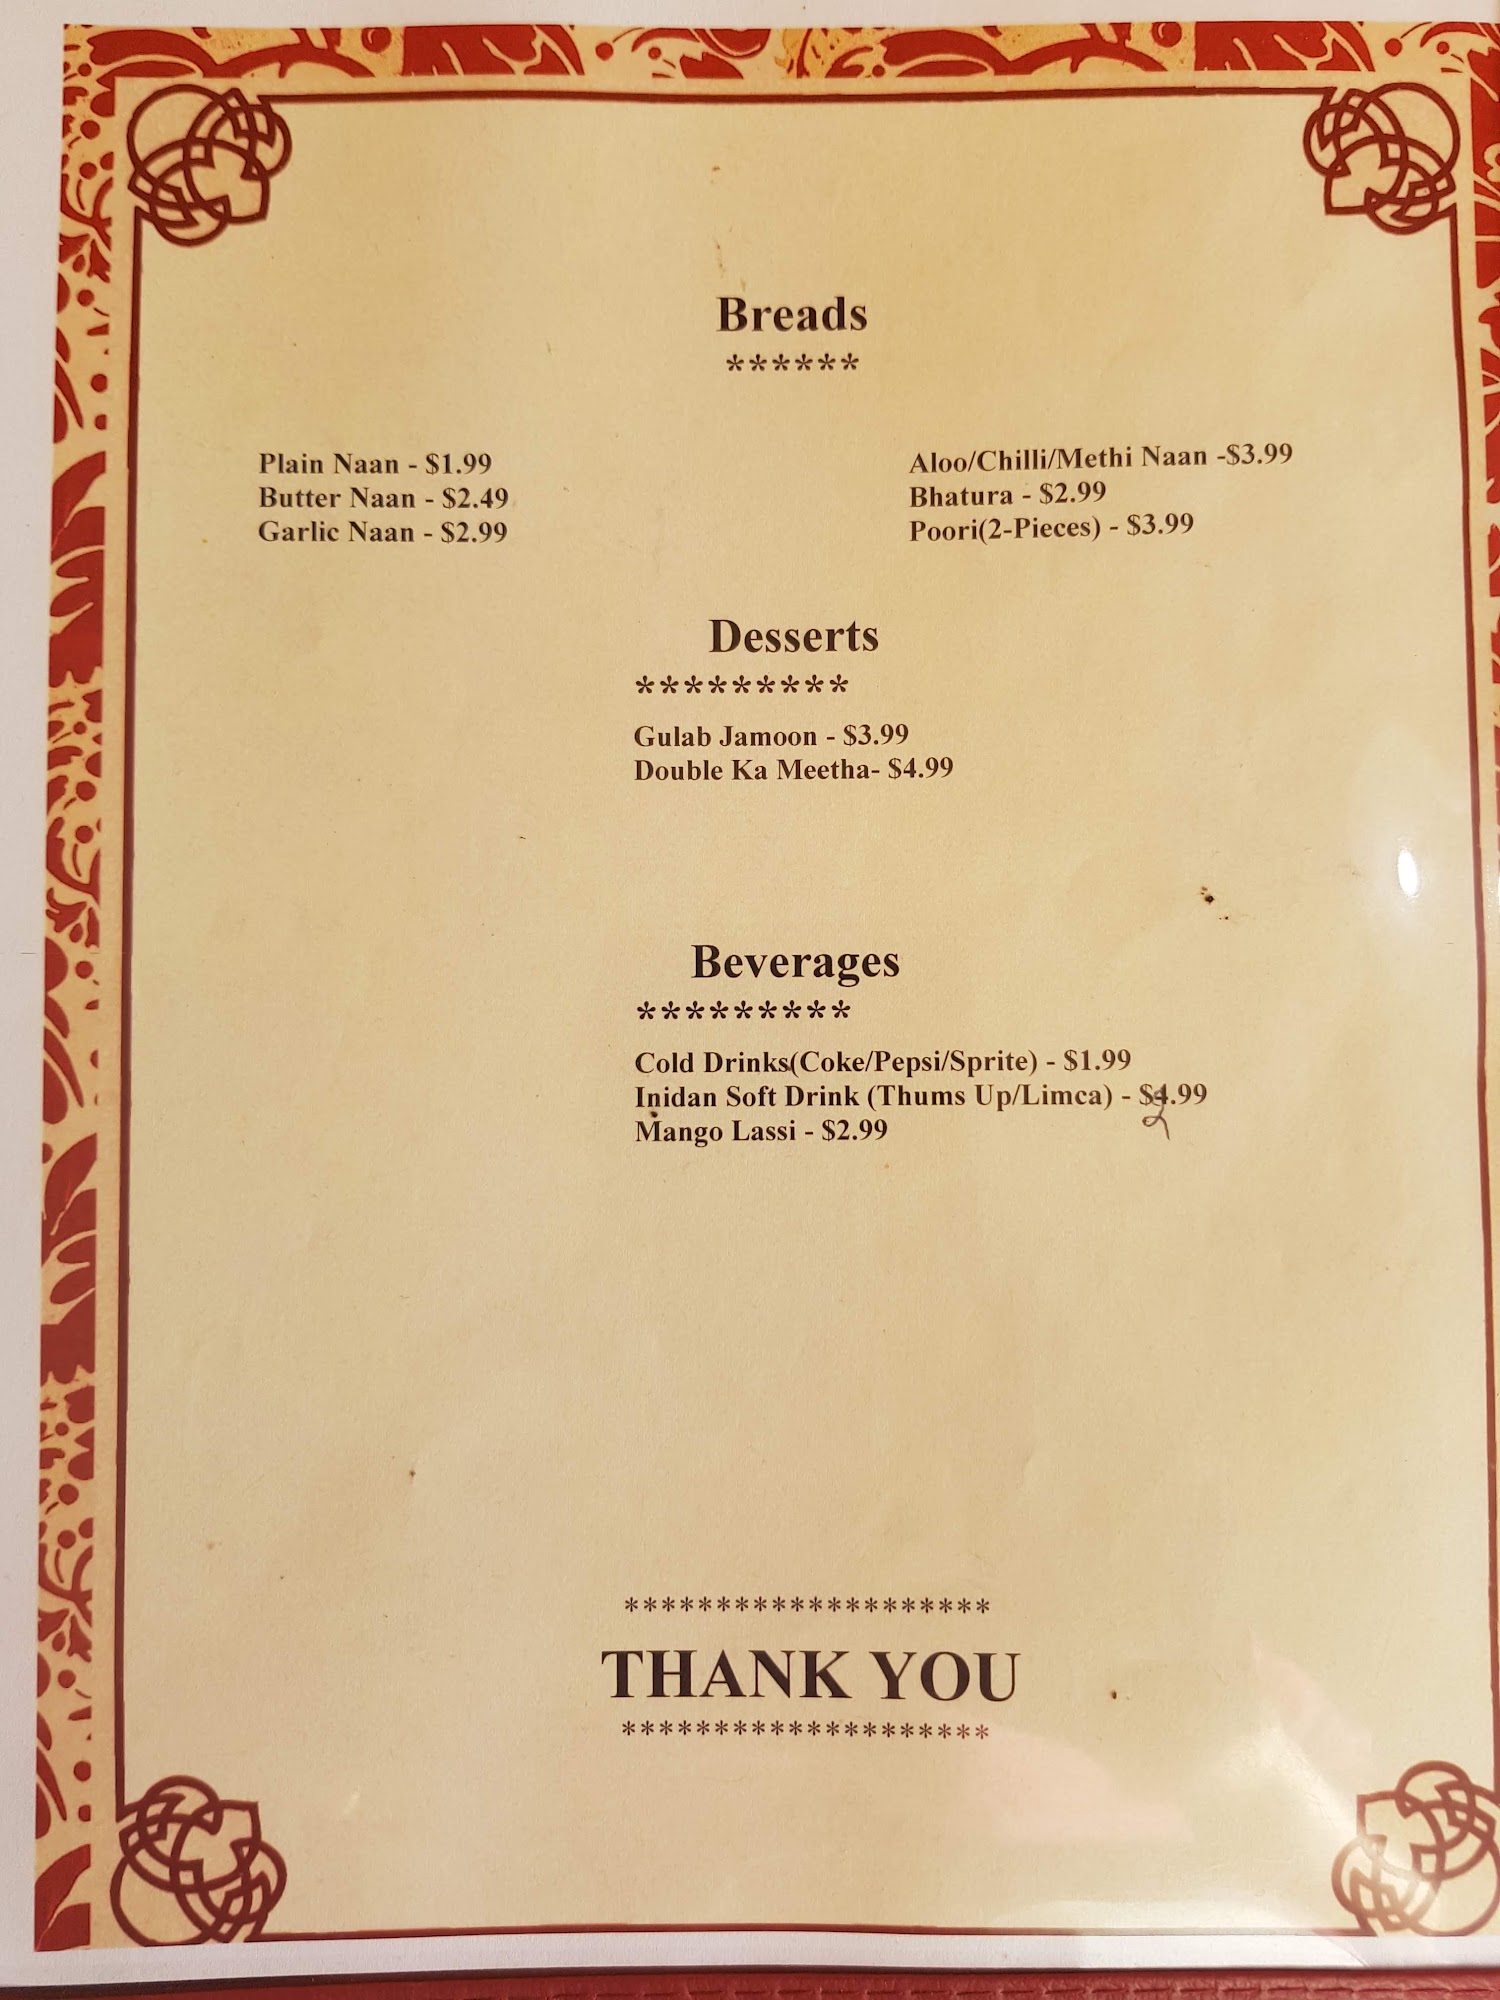 Breads
******
Plain Naan - $1.99
Butter Naan - $2.49
Garlic Naan - $2.99
Aloo/Chilli/Methi Naan -$3.99
Bhatura - $2.99
Poori(2-Pieces) - $3.99
Desserts
*********
Gulab Jamoon - $3.99
Double Ka Meetha- $4.99
Beverages
*********
Cold Drinks(Coke/Pepsi/Sprite) - $1.99
Inidan Soft Drink (Thums Up/Limca) - $4.99
2
Mango Lassi - $2.99
********************
THANK YOU
********************